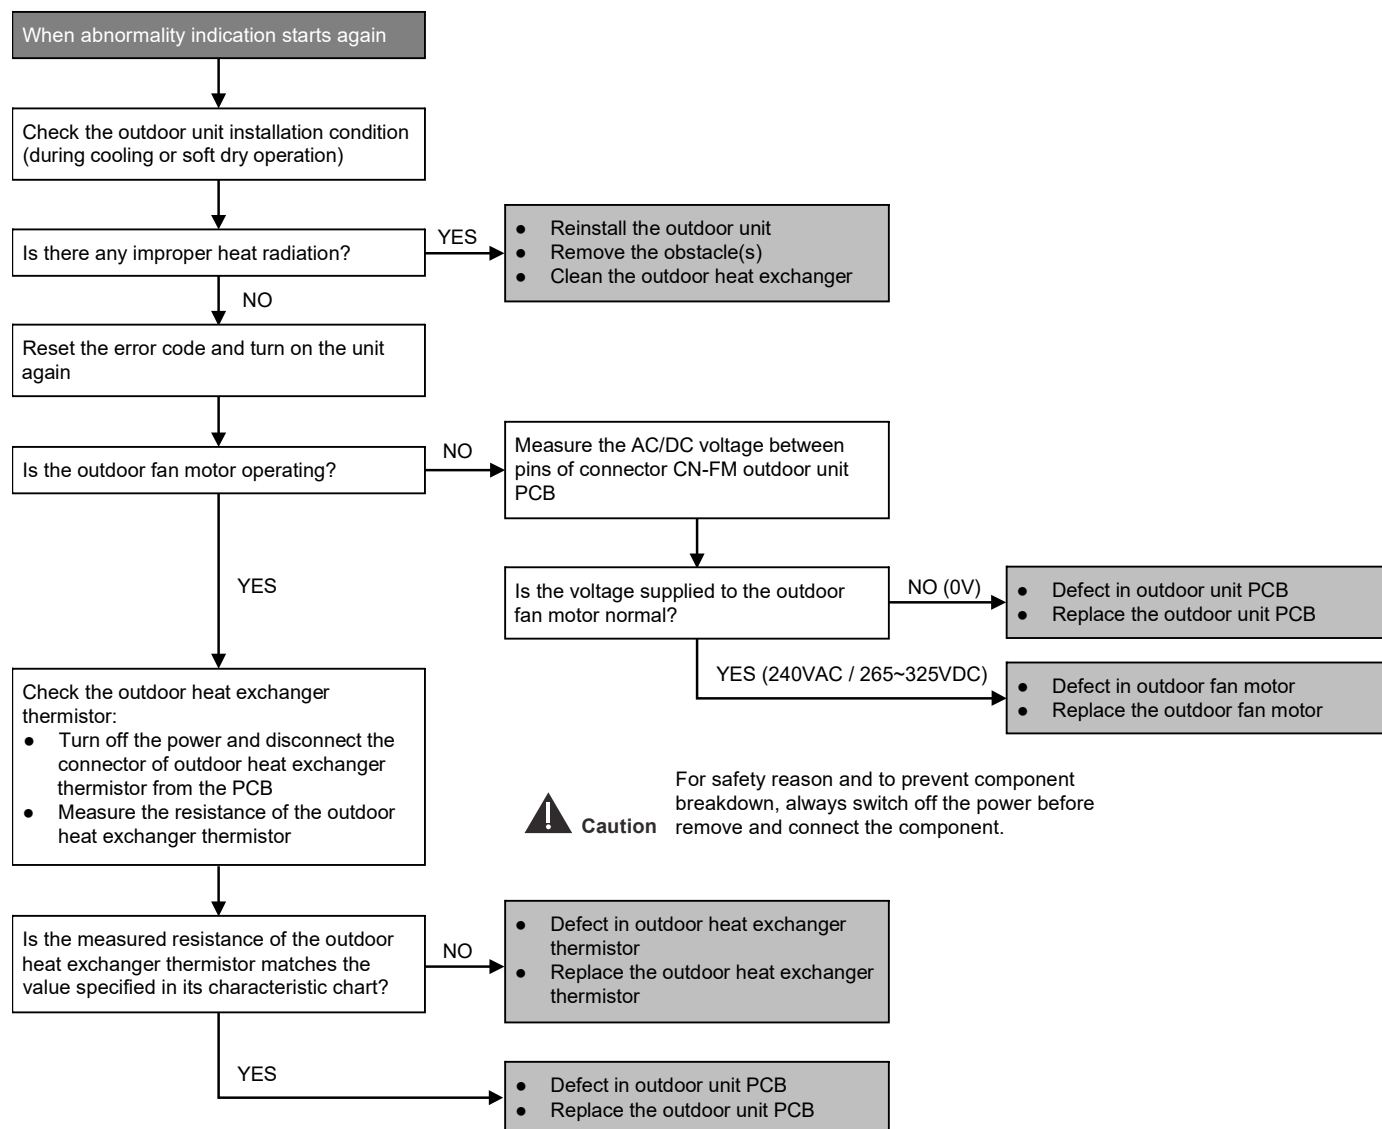 When abnormality indication starts again
Check the outdoor unit installation condition
(during cooling or soft dry operation)
Is there any improper heat radiation?
YES
● Reinstall the outdoor unit
● Remove the obstacle(s)
● Clean the outdoor heat exchanger
NO
Reset the error code and turn on the unit
again
Is the outdoor fan motor operating?
NO
Measure the AC/DC voltage between
pins of connector CN-FM outdoor unit
PCB
YES
Is the voltage supplied to the outdoor
fan motor normal?
NO (0V)
● Defect in outdoor unit PCB
● Replace the outdoor unit PCB
YES (240VAC / 265~325VDC)
● Defect in outdoor fan motor
● Replace the outdoor fan motor
Check the outdoor heat exchanger
thermistor:
● Turn off the power and disconnect the
connector of outdoor heat exchanger
thermistor from the PCB
● Measure the resistance of the outdoor
heat exchanger thermistor
Caution
For safety reason and to prevent component
breakdown, always switch off the power before
remove and connect the component.
Is the measured resistance of the outdoor
heat exchanger thermistor matches the
value specified in its characteristic chart?
NO
● Defect in outdoor heat exchanger
thermistor
● Replace the outdoor heat exchanger
thermistor
YES
● Defect in outdoor unit PCB
● Replace the outdoor unit PCB